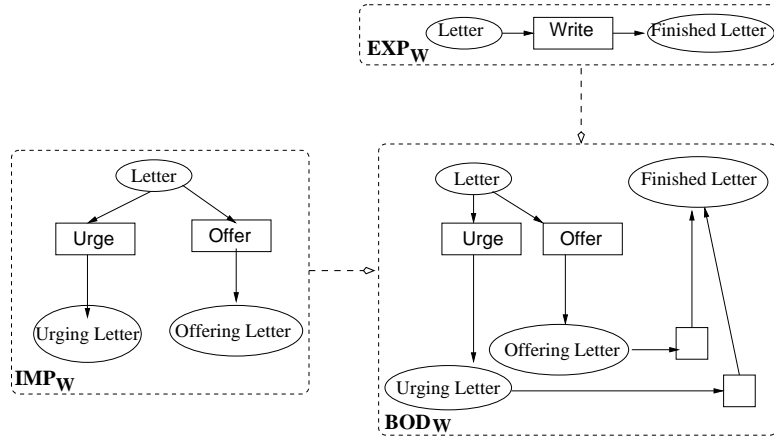 Letter
Write
Finished Letter
EXPW
Letter
Urge
Offer
Urging Letter
Offering Letter
IMPW
Letter
Finished Letter
Urge
Offer
Offering Letter
Urging Letter
BODW